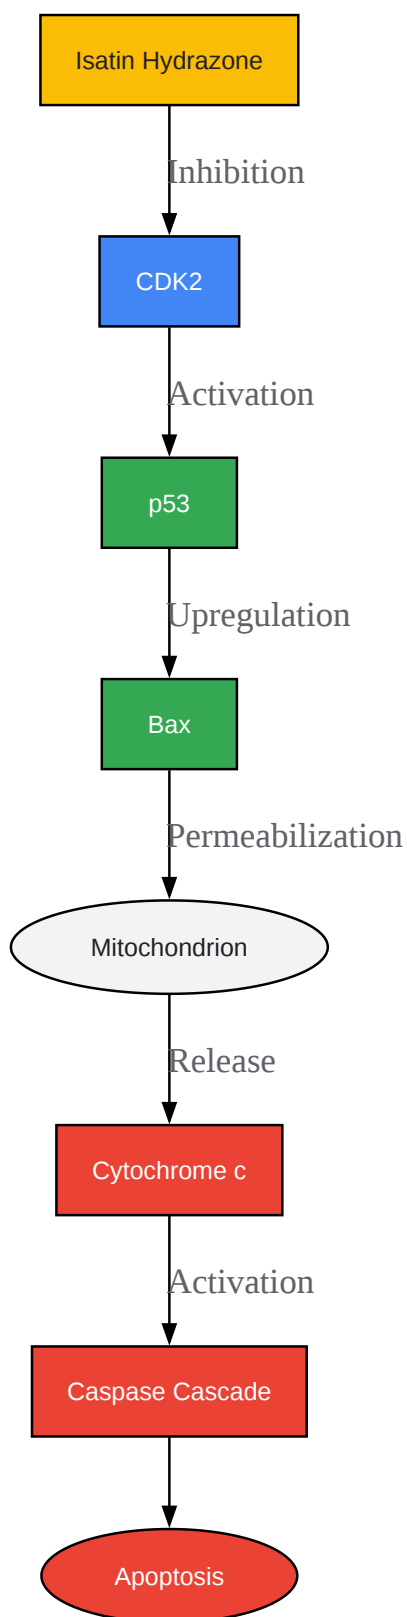 Isatin Hydrazone
Inhibition
CDK2
Activation
p53
Upregulation
Bax
Permeabilization
Mitochondrion
Release
Cytochrome c
Activation
Caspase Cascade
Apoptosis